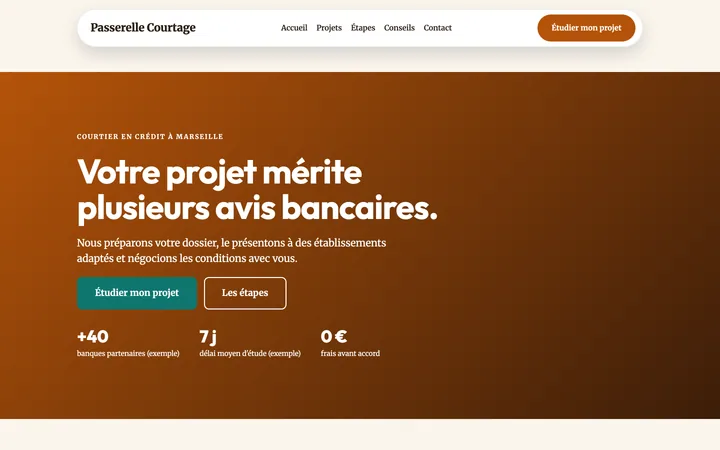 Passerelle Courtage
Accueil Projets Étapes Conseils Contact
Étudier mon projet
COURTIER EN CRÉDIT À MARSEILLE
Votre projet mérite
plusieurs avis bancaires.
Nous préparons votre dossier, le présentons à des établissements
adaptés et négocions les conditions avec vous.
Étudier mon projet
Les étapes
+40
banques partenaires (exemple)
7 j
délai moyen d'étude (exemple)
0 €
frais avant accord